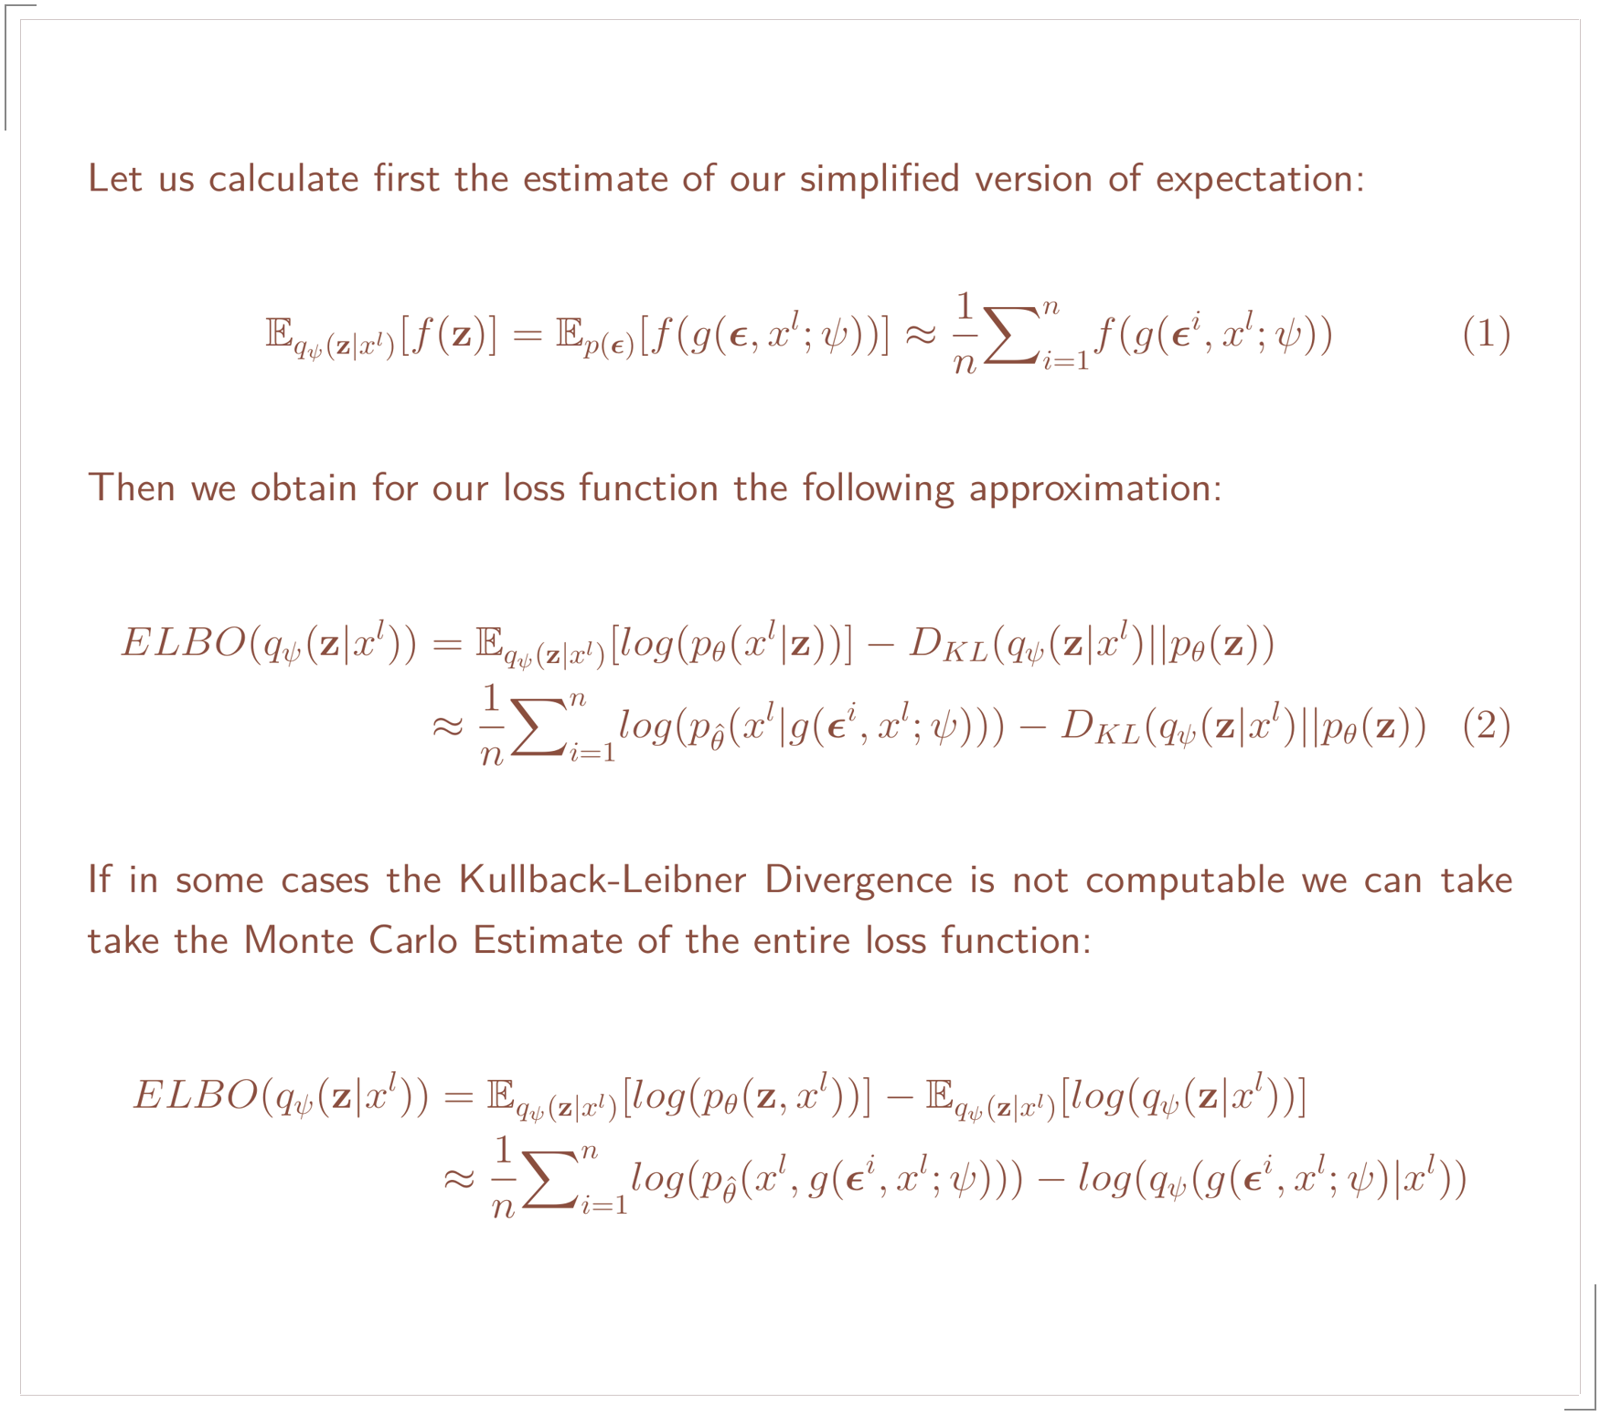 Let us calculate first the estimate of our simplified version of expectation:
$\mathbb{E}_{q_\psi(\mathbf{z}|x^l)}[f(\mathbf{z})] = \mathbb{E}_{p(\boldsymbol{\epsilon})}[f(g(\boldsymbol{\epsilon}, x^l; \psi))] \approx \frac{1}{n} \sum_{i=1}^{n} f(g(\boldsymbol{\epsilon}^i, x^l; \psi))$ (1)
Then we obtain for our loss function the following approximation:
$ELBO(q_\psi(\mathbf{z}|x^l)) = \mathbb{E}_{q_\psi(\mathbf{z}|x^l)}[log(p_\theta(x^l|\mathbf{z}))] - D_{KL}(q_\psi(\mathbf{z}|x^l)||p_\theta(\mathbf{z}))$
$\approx \frac{1}{n} \sum_{i=1}^{n} log(p_{\hat{\theta}}(x^l|g(\boldsymbol{\epsilon}^i, x^l; \psi))) - D_{KL}(q_\psi(\mathbf{z}|x^l)||p_\theta(\mathbf{z}))$ (2)
If in some cases the Kullback-Leibner Divergence is not computable we can take
take the Monte Carlo Estimate of the entire loss function:
$ELBO(q_\psi(\mathbf{z}|x^l)) = \mathbb{E}_{q_\psi(\mathbf{z}|x^l)}[log(p_\theta(\mathbf{z}, x^l))] - \mathbb{E}_{q_\psi(\mathbf{z}|x^l)}[log(q_\psi(\mathbf{z}|x^l))]$
$\approx \frac{1}{n} \sum_{i=1}^{n} log(p_{\hat{\theta}}(x^l, g(\boldsymbol{\epsilon}^i, x^l; \psi))) - log(q_\psi(g(\boldsymbol{\epsilon}^i, x^l; \psi)|x^l))$